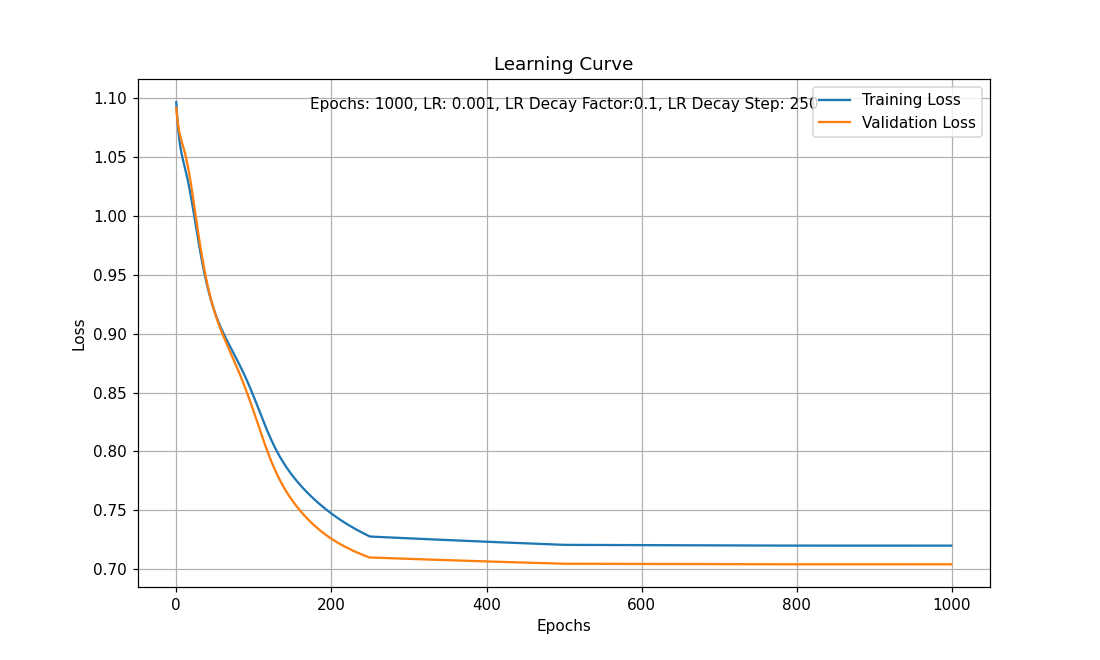 Learning Curve
Epochs: 1000, LR: 0.001, LR Decay Factor:0.1, LR Decay Step: 250
Training Loss
Validation Loss
1.10
1.05
1.00
0.95
0.90
0.85
0.80
0.75
0.70
Loss
0
200
400
600
800
1000
Epochs